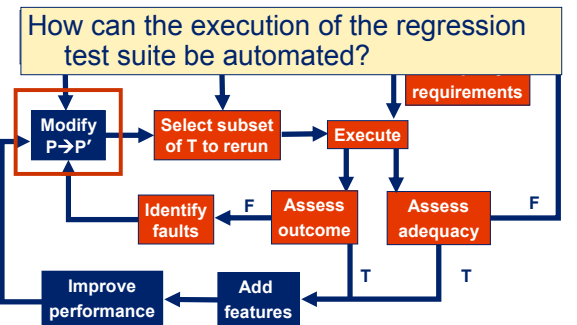 How can the execution of the regression
test suite be automated?
requirements
Modify
P→P’
Select subset
of T to rerun
Execute
Identify
faults
F
Assess
outcome
Assess
adequacy
F
T
T
Improve
performance
Add
features